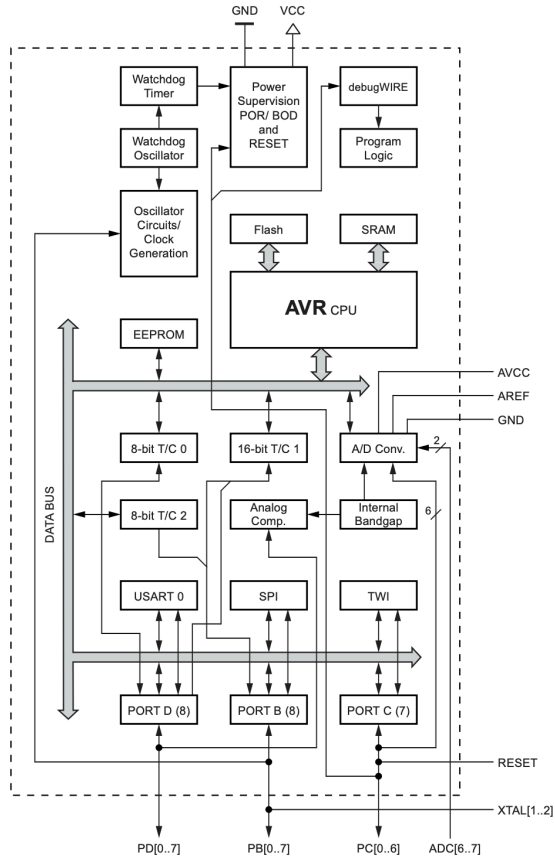 GND
VCC
Watchdog
Timer
Power
Supervision
POR/ BOD
and
RESET
debugWIRE
Watchdog
Oscillator
Program
Logic
Oscillator
Circuits/
Clock
Generation
Flash
SRAM
AVR CPU
EEPROM
AVCC
AREF
GND
8-bit T/C 0
16-bit T/C 1
A/D Conv.
2
DATA BUS
8-bit T/C 2
Analog
Comp.
Internal
Bandgap
6
USART 0
SPI
TWI
PORT D (8)
PORT B (8)
PORT C (7)
RESET
XTAL[1..2]
PD[0..7]
PB[0..7]
PC[0..6]
ADC[6..7]